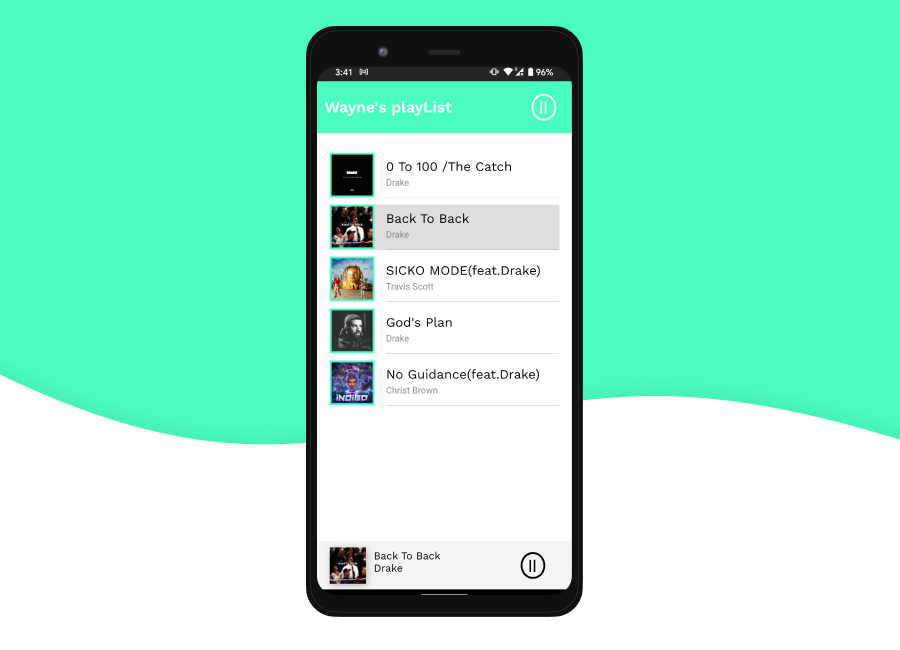 3:41
96%
Wayne's playList
0 To 100 /The Catch
Drake
Back To Back
Drake
SICKO MODE(feat.Drake)
Travis Scott
God's Plan
Drake
No Guidance(feat.Drake)
Christ Brown
INDIGO
Back To Back
Drake